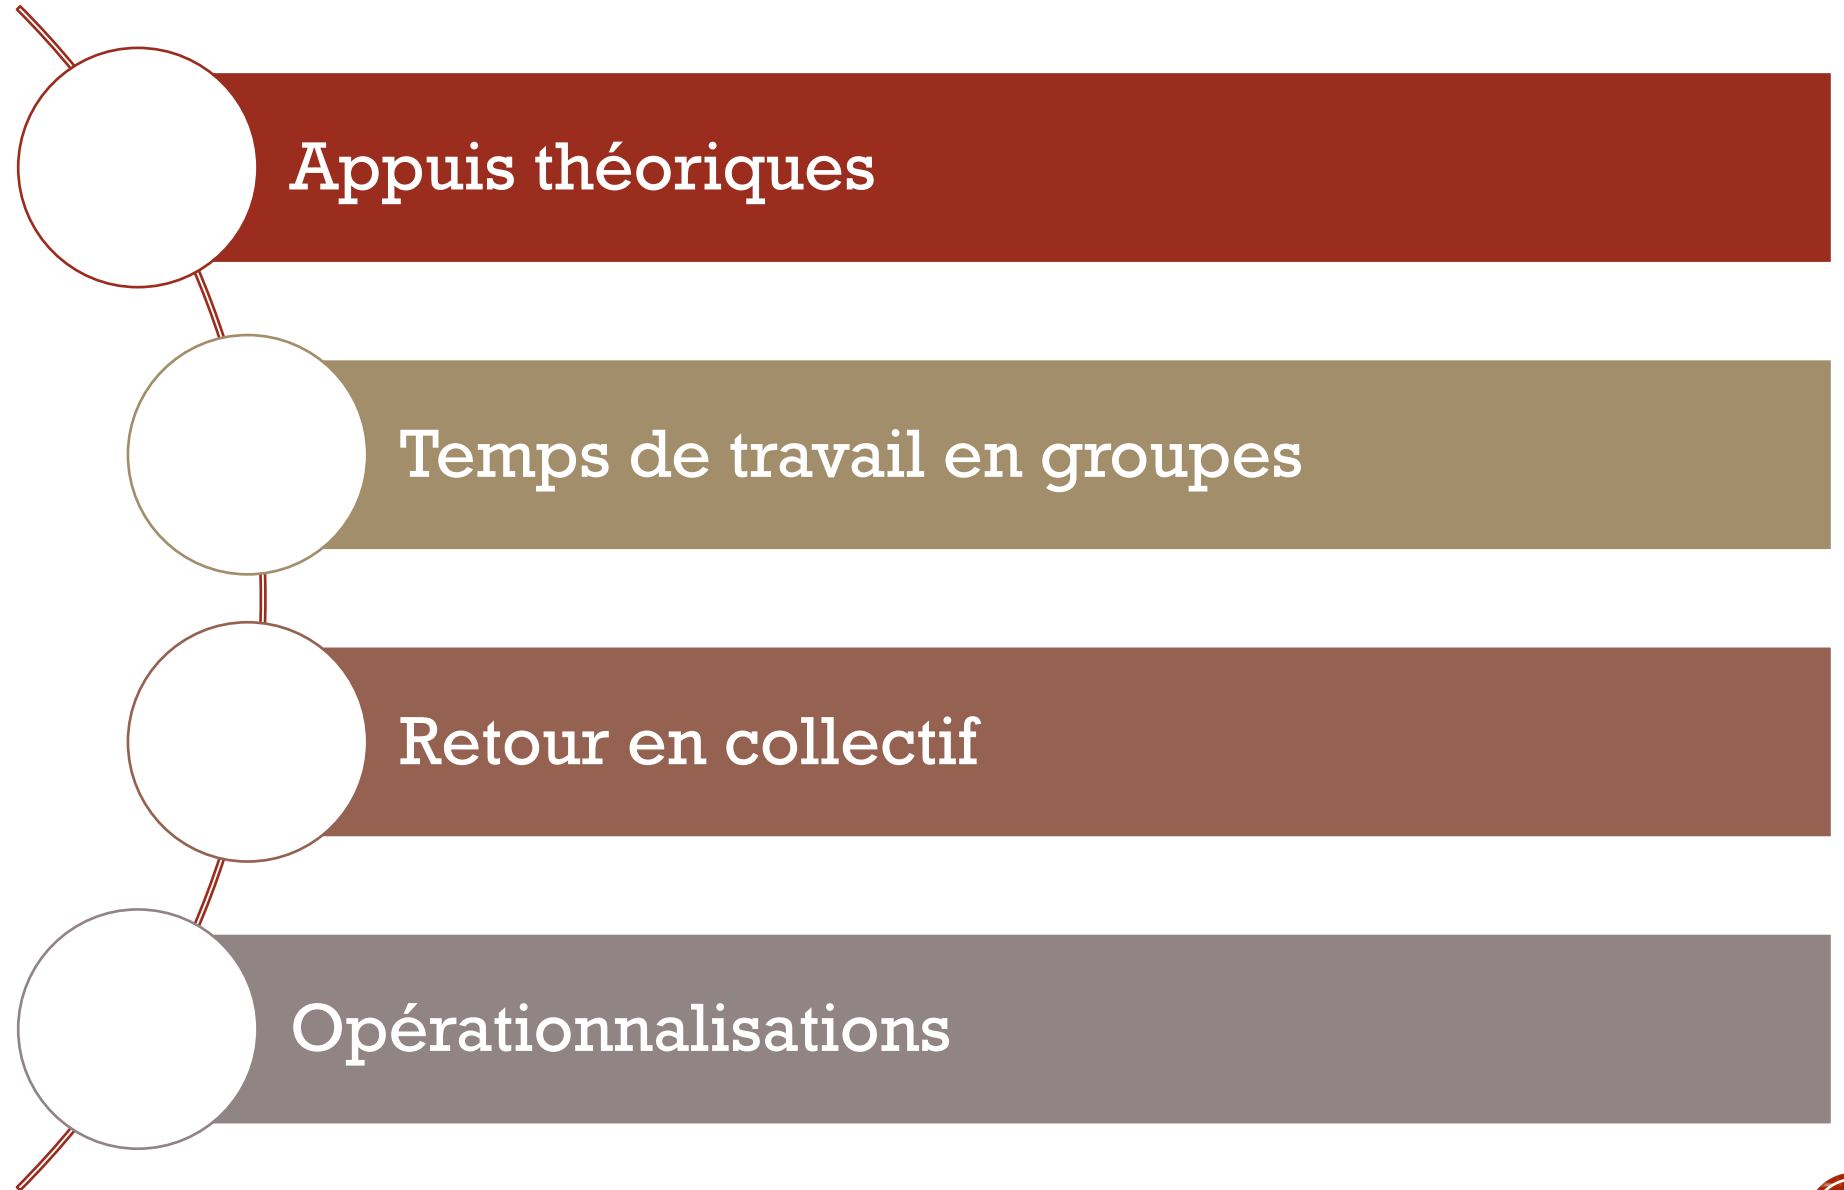 Appuis théoriques
Temps de travail en groupes
Retour en collectif
Opérationnalisations